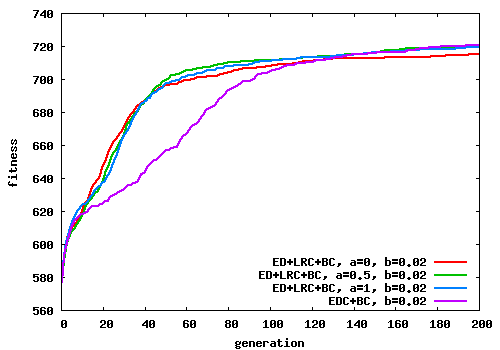 740
720
700
680
660
640
620
600
580
560
fitness
ED+LRC+BC, a=0, b=0.02
ED+LRC+BC, a=0.5, b=0.02
ED+LRC+BC, a=1, b=0.02
EDC+BC, b=0.02
0 20 40 60 80 100 120 140 160 180 200
generation